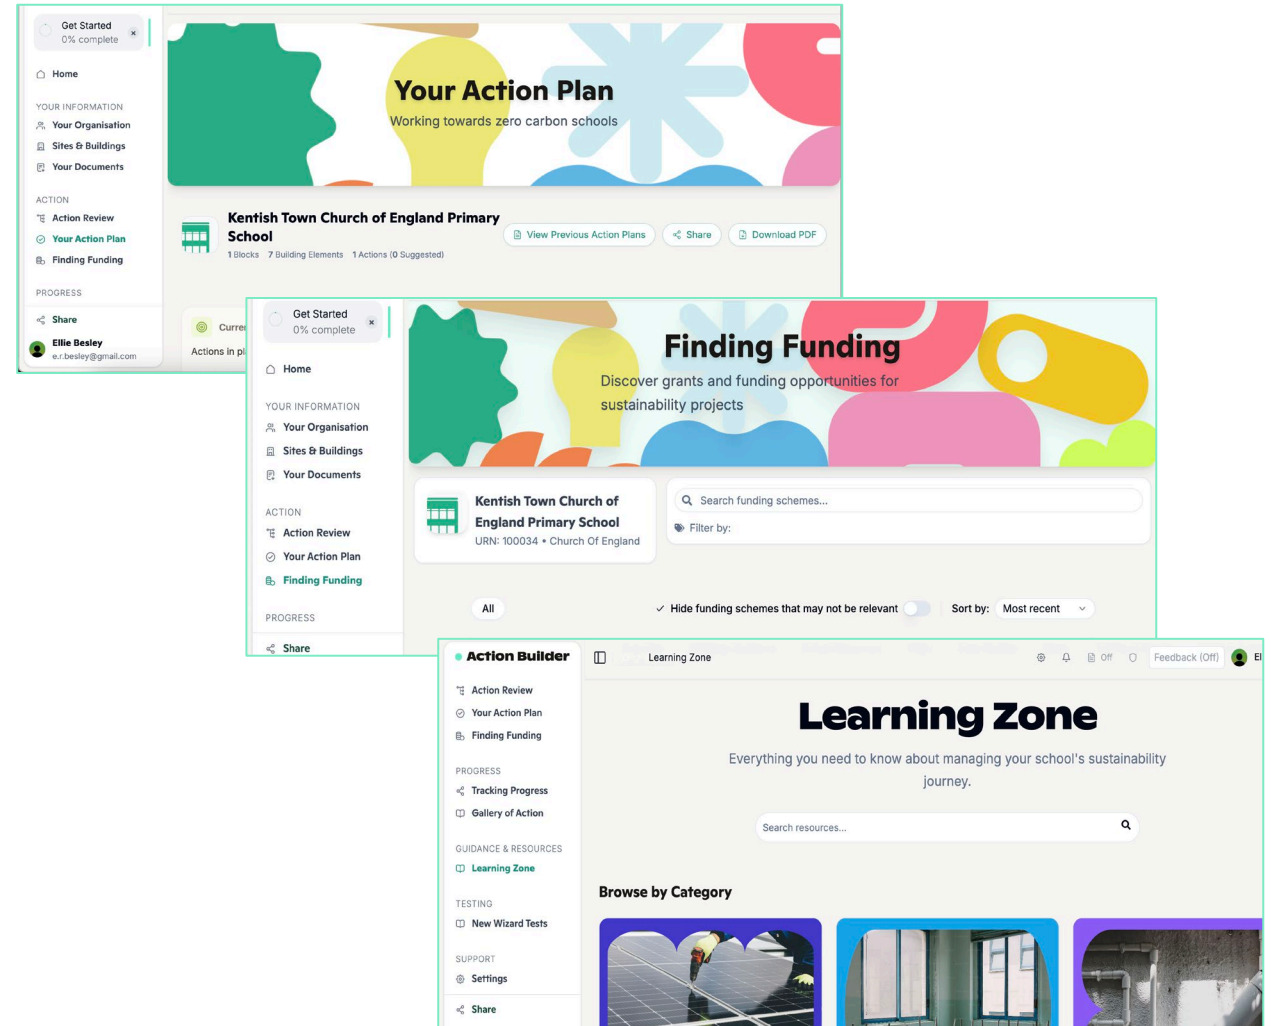 Get Started
0% complete
Home
YOUR INFORMATION
Your Organisation
Sites & Buildings
Your Documents
ACTION
Action Review
Your Action Plan
Finding Funding
PROGRESS
Share
Ellie Besley
e.r.besley@gmail.com
Your Action Plan
Working towards zero carbon schools
Kentish Town Church of England Primary
School
1 Blocks 7 Building Elements 1 Actions (0 Suggested)
View Previous Action Plans
Share
Download PDF
Actions in
Get Started
0% complete
Home
YOUR INFORMATION
Your Organisation
Sites & Buildings
Your Documents
ACTION
Action Review
Your Action Plan
Finding Funding
PROGRESS
Share
Finding Funding
Discover grants and funding opportunities for
sustainability projects
Kentish Town Church of
England Primary School
URN: 100034 • Church Of England
Search funding schemes...
Filter by:
All
Hide funding schemes that may not be relevant
Sort by: Most recent
Action Builder
Action Review
Your Action Plan
Finding Funding
PROGRESS
Tracking Progress
Gallery of Action
GUIDANCE & RESOURCES
Learning Zone
TESTING
New Wizard Tests
SUPPORT
Settings
Share
Learning Zone
Off
Feedback (Off)
El
Learning Zone
Everything you need to know about managing your school's sustainability
journey.
Search resources...
Browse by Category